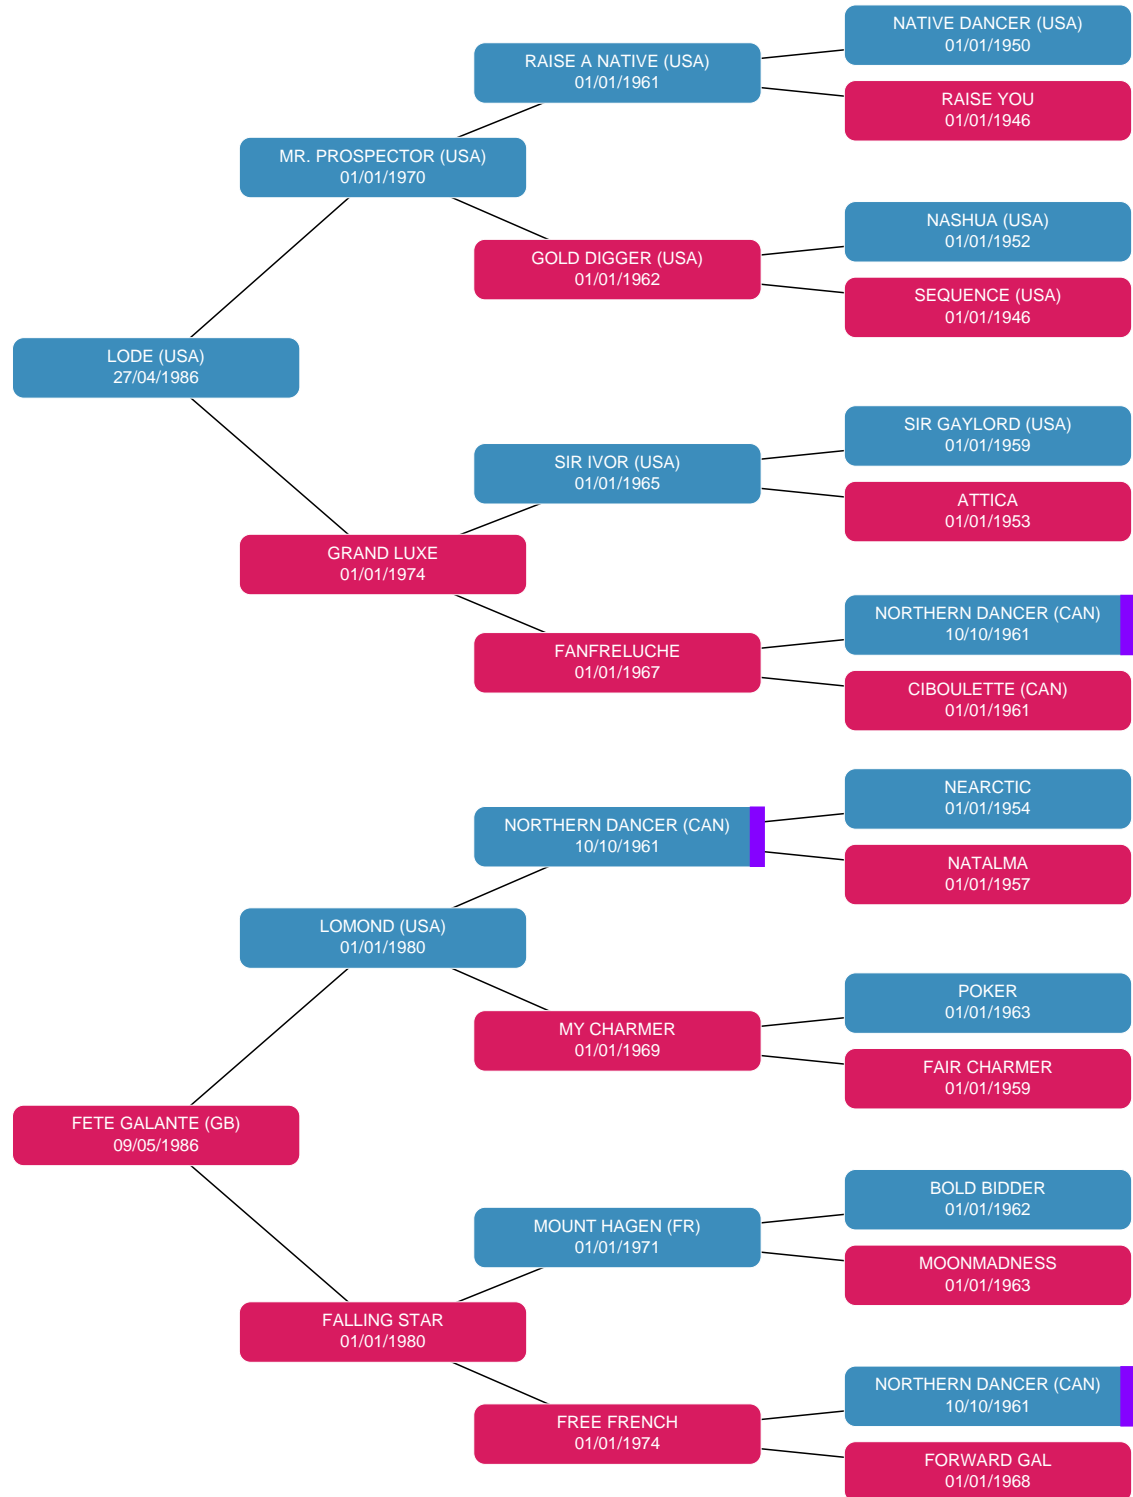 NATIVE DANCER (USA)
01/01/1950
RAISE A NATIVE (USA)
01/01/1961
RAISE YOU
01/01/1946
MR. PROSPECTOR (USA)
01/01/1970
NASHUA (USA)
01/01/1952
GOLD DIGGER (USA)
01/01/1962
SEQUENCE (USA)
01/01/1946
LODE (USA)
27/04/1986
SIR GAYLORD (USA)
01/01/1959
SIR IVOR (USA)
01/01/1965
ATTICA
01/01/1953
GRAND LUXE
01/01/1974
NORTHERN DANCER (CAN)
10/10/1961
FANFRELUCHE
01/01/1967
CIBOULETTE (CAN)
01/01/1961
NEARCTIC
01/01/1954
NORTHERN DANCER (CAN)
10/10/1961
NATALMA
01/01/1957
LOMOND (USA)
01/01/1980
POKER
01/01/1963
MY CHARMER
01/01/1969
FAIR CHARMER
01/01/1959
FETE GALANTE (GB)
09/05/1986
BOLD BIDDER
01/01/1962
MOUNT HAGEN (FR)
01/01/1971
MOONMADNESS
01/01/1963
FALLING STAR
01/01/1980
NORTHERN DANCER (CAN)
10/10/1961
FREE FRENCH
01/01/1974
FORWARD GAL
01/01/1968